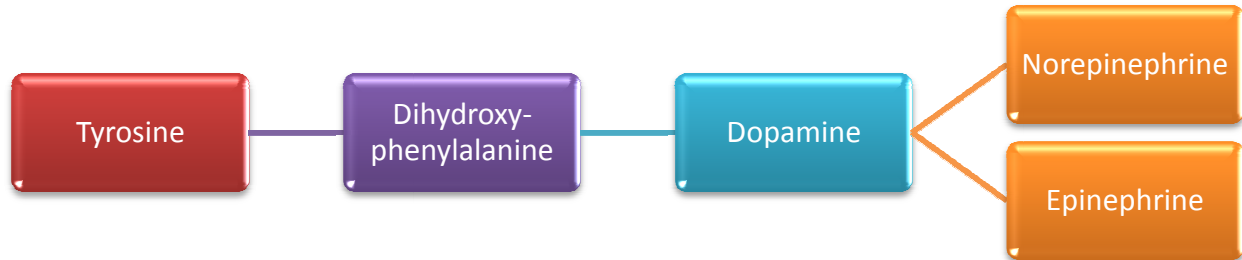 Tyrosine
Dihydroxy-
phenylalanine
Dopamine
Norepinephrine
Epinephrine